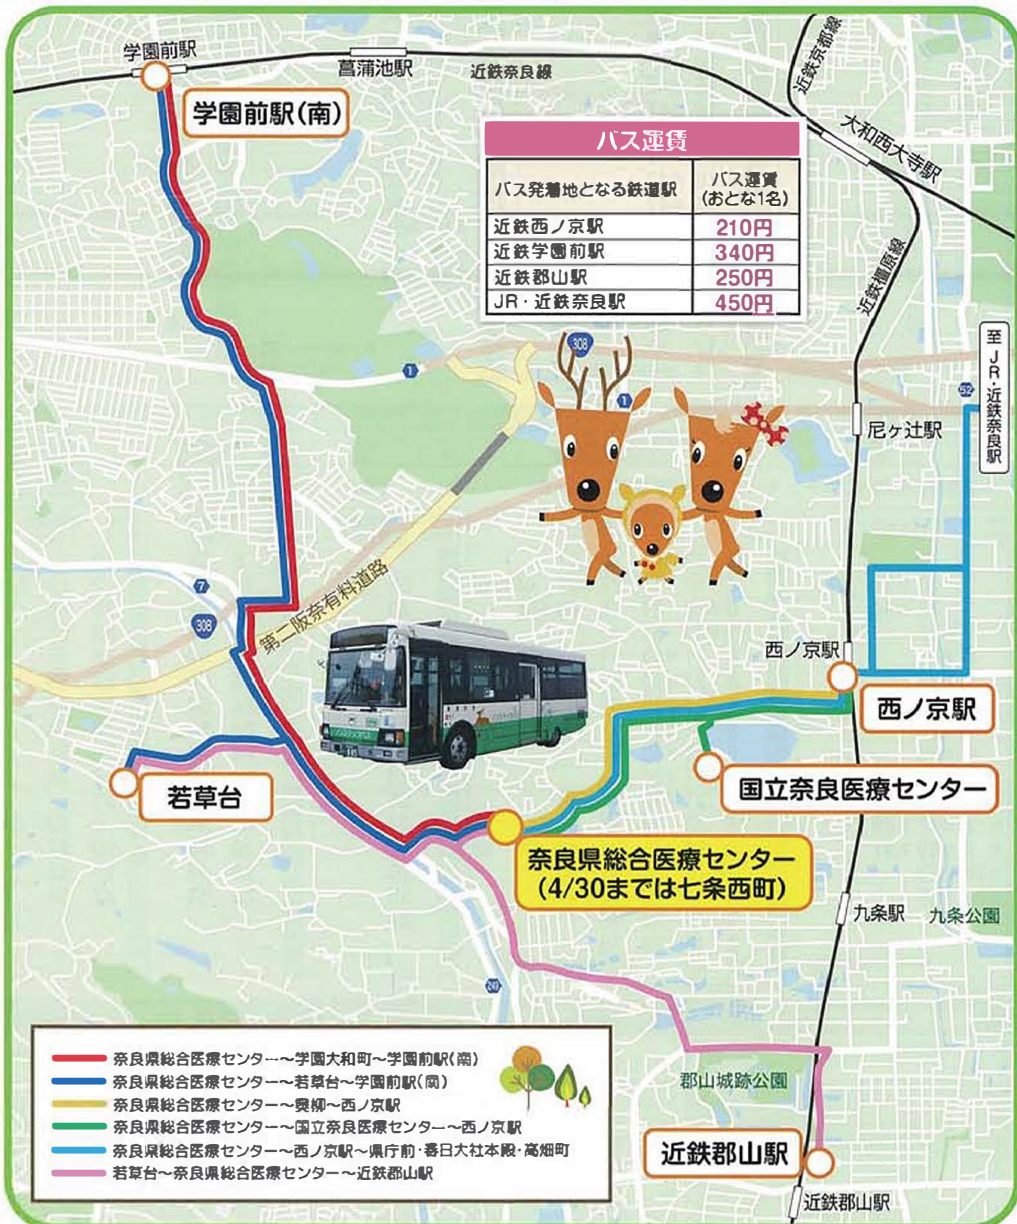 学園前駅
菖蒲池駅
近鉄奈良線
近鉄京都線
学園前駅(南)
大和西大寺駅
バス運賃
バス発着地となる鉄道駅 バス運賃
(おとな1名)
近鉄西ノ京駅 210円
近鉄学園前駅 340円
近鉄郡山駅 250円
JR・近鉄奈良駅 450円
近鉄橿原線
308
1
1
52
至JR・近鉄奈良駅
尼ヶ辻駅
7
308
第二阪奈有料道路
西ノ京駅
西ノ京駅
国立奈良医療センター
若草台
奈良県総合医療センター
(4/30までは七条西町)
九条駅
九条公園
249
奈良県総合医療センター〜学園大和町〜学園前駅(南)
奈良県総合医療センター〜若草台〜学園前駅(南)
奈良県総合医療センター〜奥柳〜西ノ京駅
奈良県総合医療センター〜国立奈良医療センター〜西ノ京駅
奈良県総合医療センター〜西ノ京駅〜県庁前・春日大社本殿・高畑町
若草台〜奈良県総合医療センター〜近鉄郡山駅
郡山城跡公園
近鉄郡山駅
近鉄郡山駅